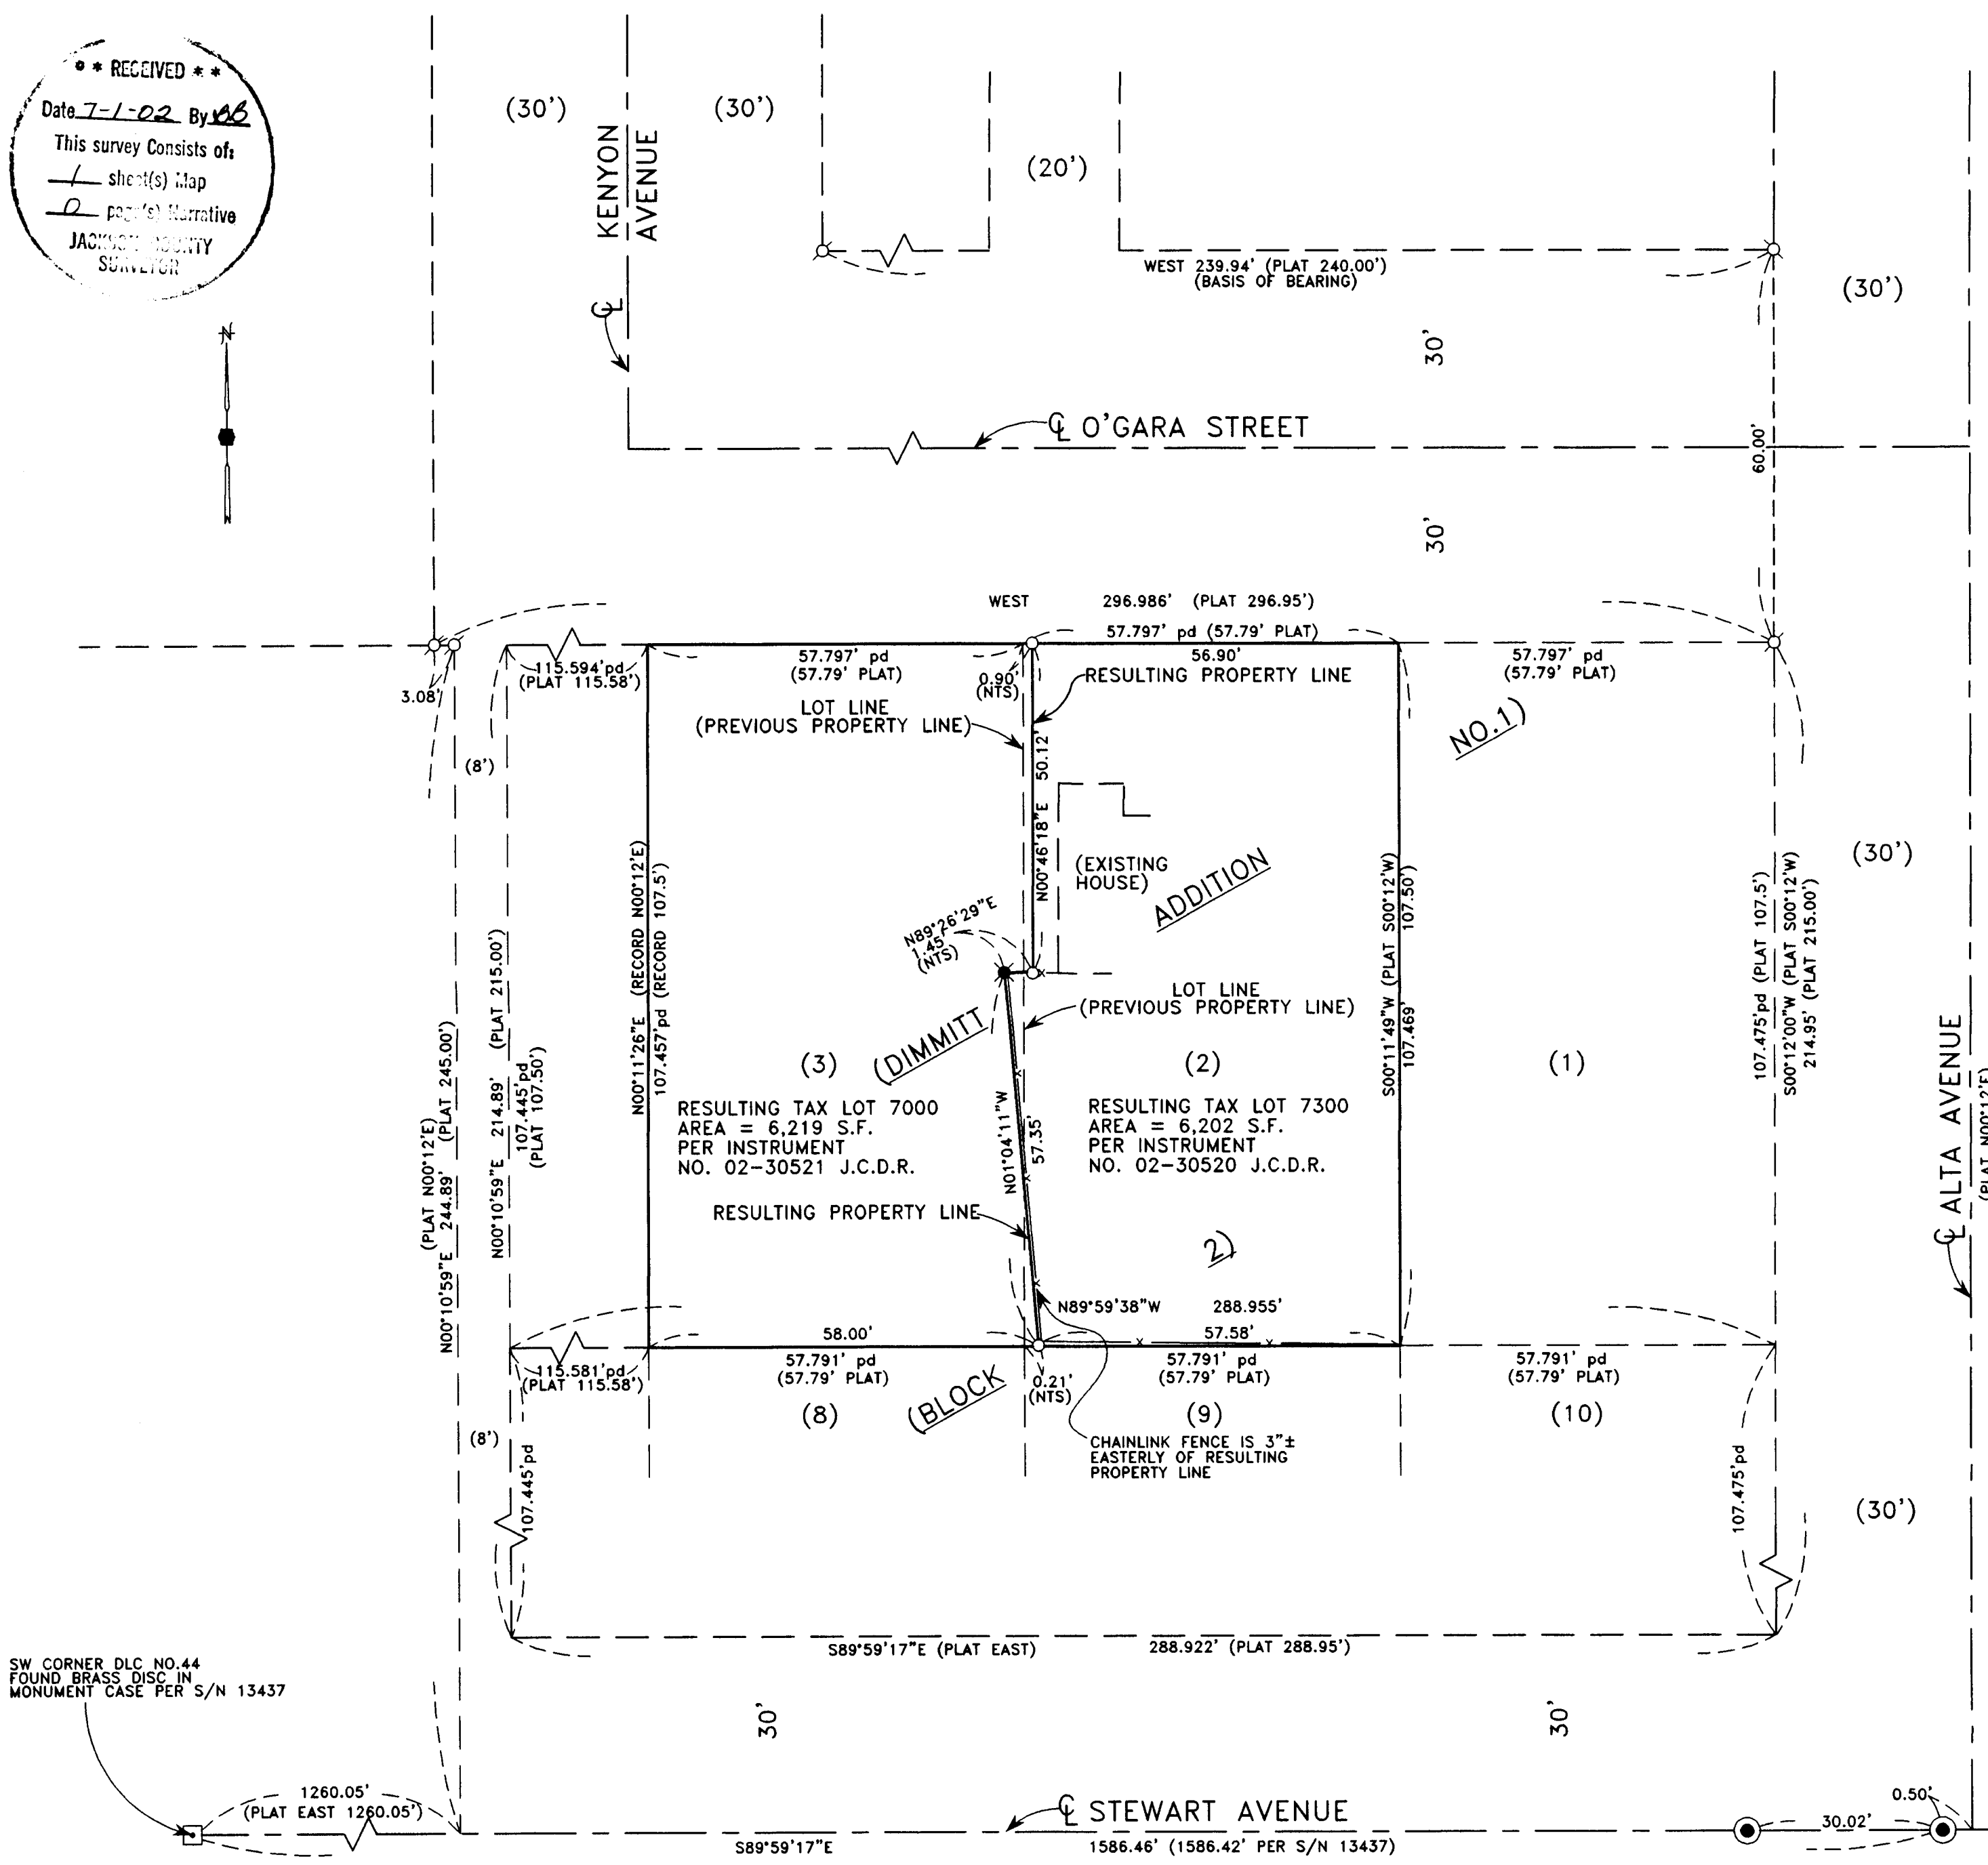 * * RECEIVED * *
Date 7-1-02 By BB
This survey Consists of:
1 sheet(s) Map
0 page(s) Narrative
JACKSON COUNTY
SURVEYOR
N
(30')
KENYON
AVENUE
(30')
(20')
WEST 239.94' (PLAT 240.00')
(BASIS OF BEARING)
(30')
30'
℄
℄ O'GARA STREET
60.00'
30'
WEST 296.986' (PLAT 296.95')
57.797' pd (57.79' PLAT)
3.08'
115.594'pd
(PLAT 115.58')
57.797' pd
(57.79' PLAT)
0.90'
(NTS)
56.90'
57.797' pd
(57.79' PLAT)
RESULTING PROPERTY LINE
LOT LINE
(PREVIOUS PROPERTY LINE)
NO.1)
(8')
N00°46'18"E 50.12'
(EXISTING
HOUSE)
ADDITION
(30')
N89°26'29"E
1.45'
(NTS)
LOT LINE
(PREVIOUS PROPERTY LINE)
(DIMMITT
(PLAT N00°12'E)
N00°10'59"E 244.89' (PLAT 245.00')
N00°10'59"E 214.89' (PLAT 215.00')
107.445'pd
(PLAT 107.50')
N00°11'26"E (RECORD N00°12'E)
107.457'pd (RECORD 107.5')
S00°11'49"W (PLAT S00°12'W)
107.469' 107.50')
107.475'pd (PLAT 107.5')
S00°12'00"W (PLAT S00°12'W)
214.95' (PLAT 215.00')
℄ ALTA AVENUE
(PLAT N00°12'E)
(3)
(2)
(1)
RESULTING TAX LOT 7000
AREA = 6,219 S.F.
PER INSTRUMENT
NO. 02-30521 J.C.D.R.
N01°04'11"W
57.35'
RESULTING TAX LOT 7300
AREA = 6,202 S.F.
PER INSTRUMENT
NO. 02-30520 J.C.D.R.
RESULTING PROPERTY LINE
2)
N89°59'38"W 288.955'
58.00'
57.58'
115.581'pd
(PLAT 115.58')
57.791' pd
(57.79' PLAT)
0.21'
(NTS)
57.791' pd
(57.79' PLAT)
57.791' pd
(57.79' PLAT)
(BLOCK
(8)
(9)
(10)
(8')
CHAINLINK FENCE IS 3"±
EASTERLY OF RESULTING
PROPERTY LINE
107.445'pd
107.475'pd
(30')
S89°59'17"E (PLAT EAST) 288.922' (PLAT 288.95')
SW CORNER DLC NO.44
FOUND BRASS DISC IN
MONUMENT CASE PER S/N 13437
30'
30'
1260.05'
(PLAT EAST 1260.05')
℄ STEWART AVENUE
S89°59'17"E 1586.46' (1586.42' PER S/N 13437)
30.02'
0.50'